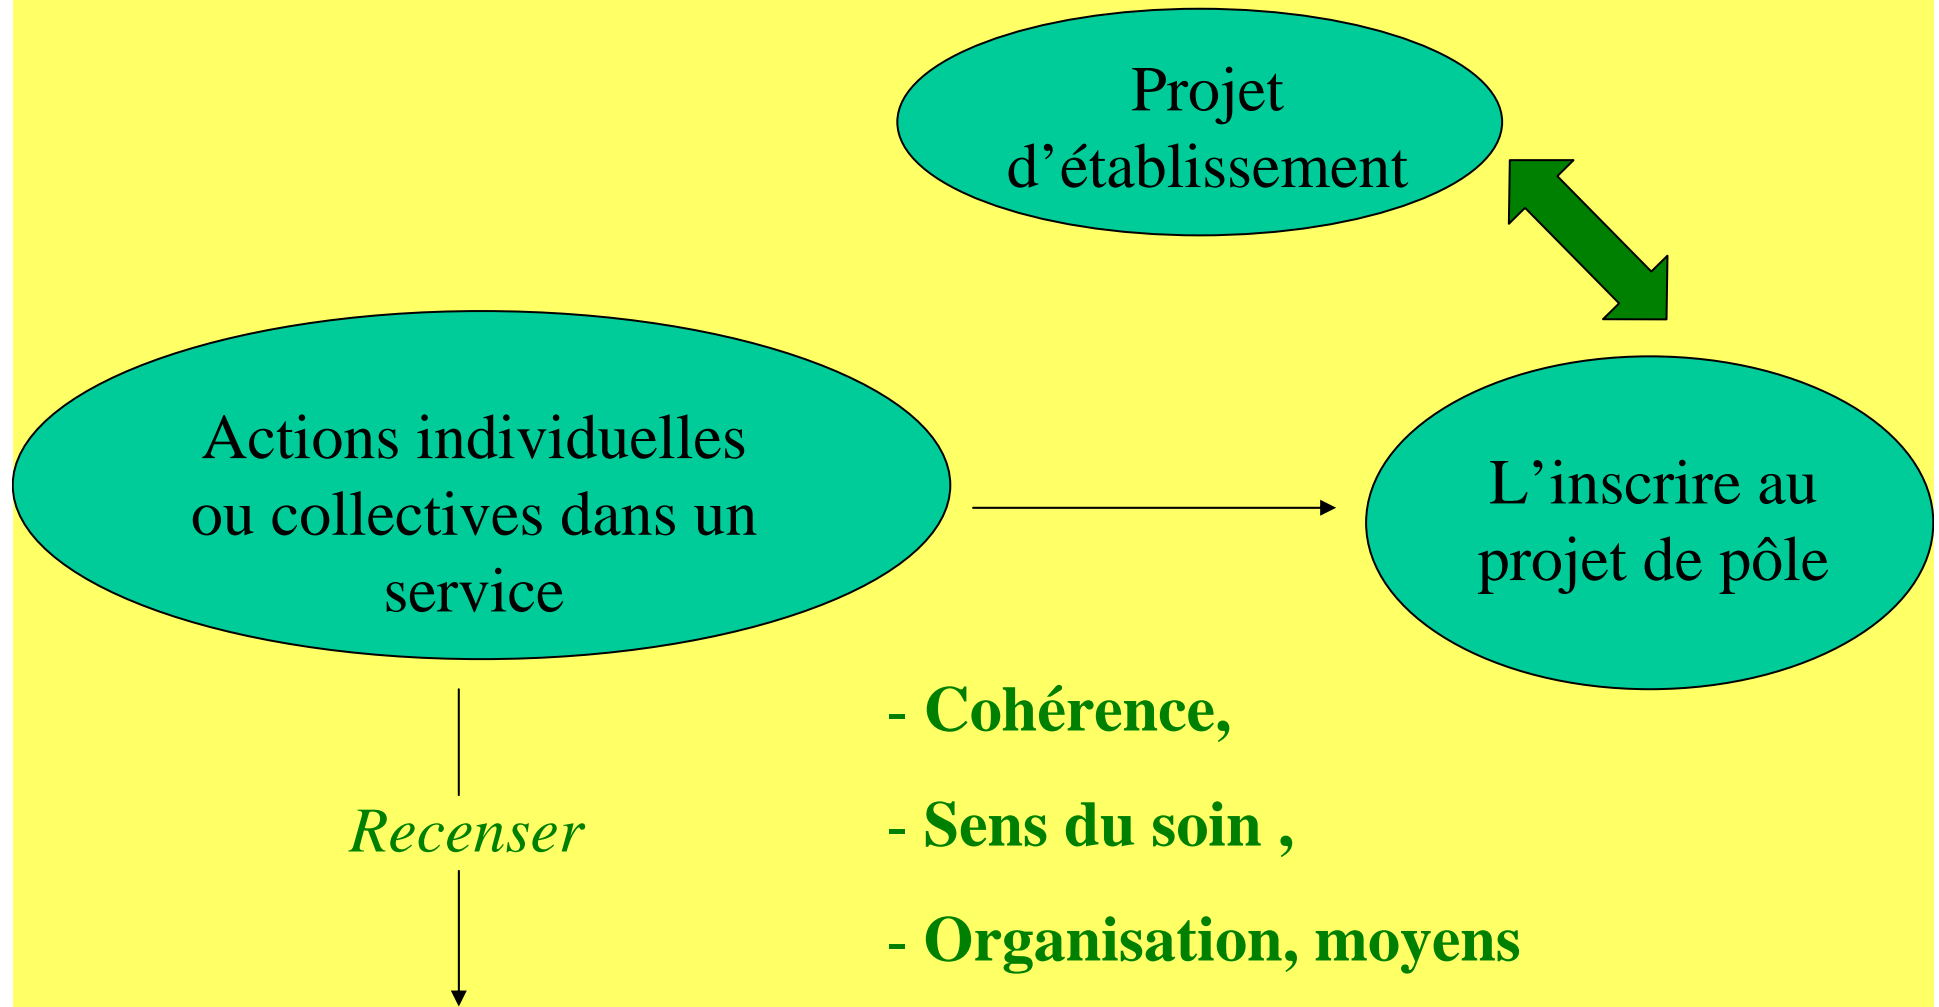 Projet
d’établissement
Actions individuelles
ou collectives dans un
service
L’inscrire au
projet de pôle
Recenser
- Cohérence,
- Sens du soin ,
- Organisation, moyens